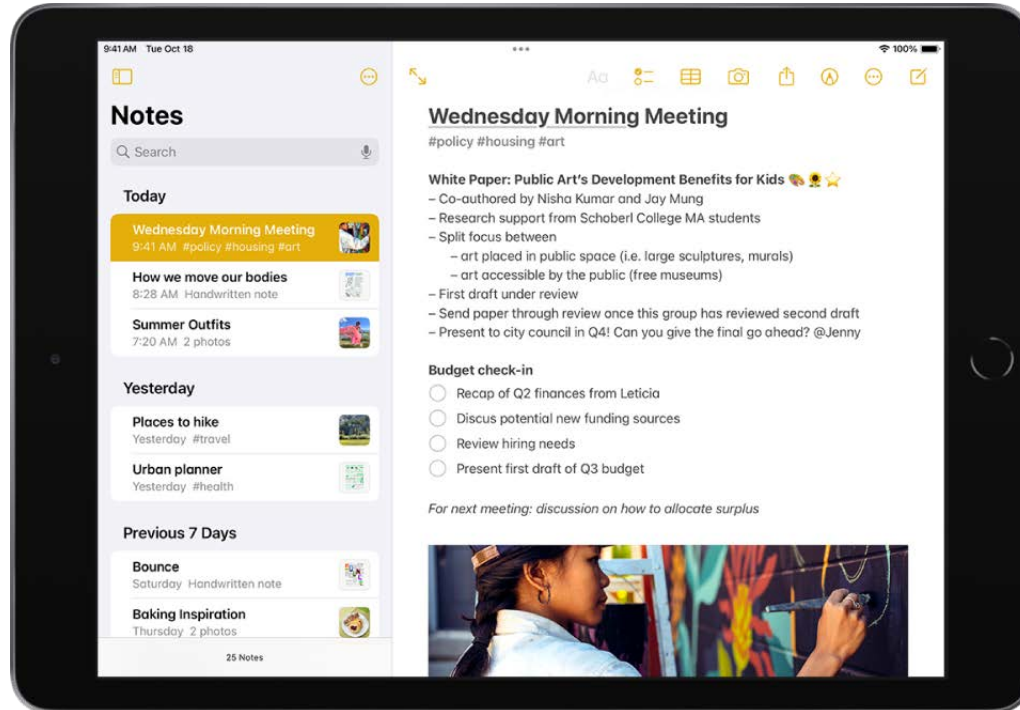 9:41 AM Tue Oct 18
100%
Notes
Search
Today
Wednesday Morning Meeting
9:41 AM #policy #housing #art
How we move our bodies
8:28 AM Handwritten note
Summer Outfits
7:20 AM 2 photos
Yesterday
Places to hike
Yesterday #travel
Urban planner
Yesterday #health
Previous 7 Days
Bounce
Saturday Handwritten note
Baking Inspiration
Thursday 2 photos
25 Notes
Aa
Wednesday Morning Meeting
#policy #housing #art
White Paper: Public Art's Development Benefits for Kids 🎨 🌻 ⭐
– Co-authored by Nisha Kumar and Jay Mung
– Research support from Schoberl College MA students
– Split focus between
– art placed in public space (i.e. large sculptures, murals)
– art accessible by the public (free museums)
– First draft under review
– Send paper through review once this group has reviewed second draft
– Present to city council in Q4! Can you give the final go ahead? @Jenny
Budget check-in
Recap of Q2 finances from Leticia
Discus potential new funding sources
Review hiring needs
Present first draft of Q3 budget
For next meeting: discussion on how to allocate surplus